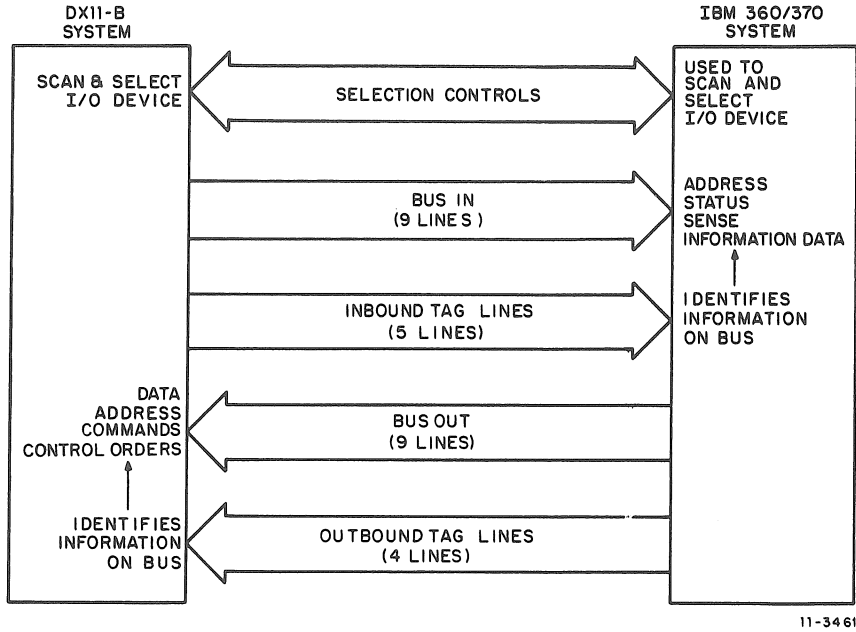 DX11-B
SYSTEM
IBM 360/370
SYSTEM
SCAN & SELECT
I/O DEVICE
SELECTION CONTROLS
USED TO
SCAN AND
SELECT
I/O DEVICE
BUS IN
(9 LINES)
ADDRESS
STATUS
SENSE
INFORMATION DATA
INBOUND TAG LINES
(5 LINES)
IDENTIFIES
INFORMATION
ON BUS
DATA
ADDRESS
COMMANDS
CONTROL ORDERS
BUS OUT
(9 LINES)
IDENTIFIES
INFORMATION
ON BUS
OUTBOUND TAG LINES
(4 LINES)
11-3461